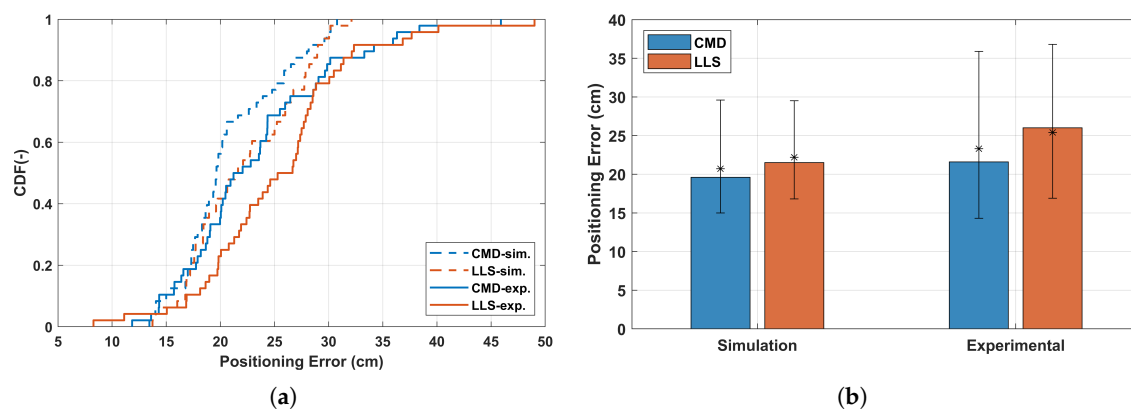 CDF(-)
1
0.8
0.6
0.4
0.2
0
CMD-sim.
LLS-sim.
CMD-exp.
LLS-exp.
5 10 15 20 25 30 35 40 45 50
Positioning Error (cm)
(a)
Positioning Error (cm)
40
35
30
25
20
15
10
5
0
CMD
LLS
Simulation Experimental
(b)